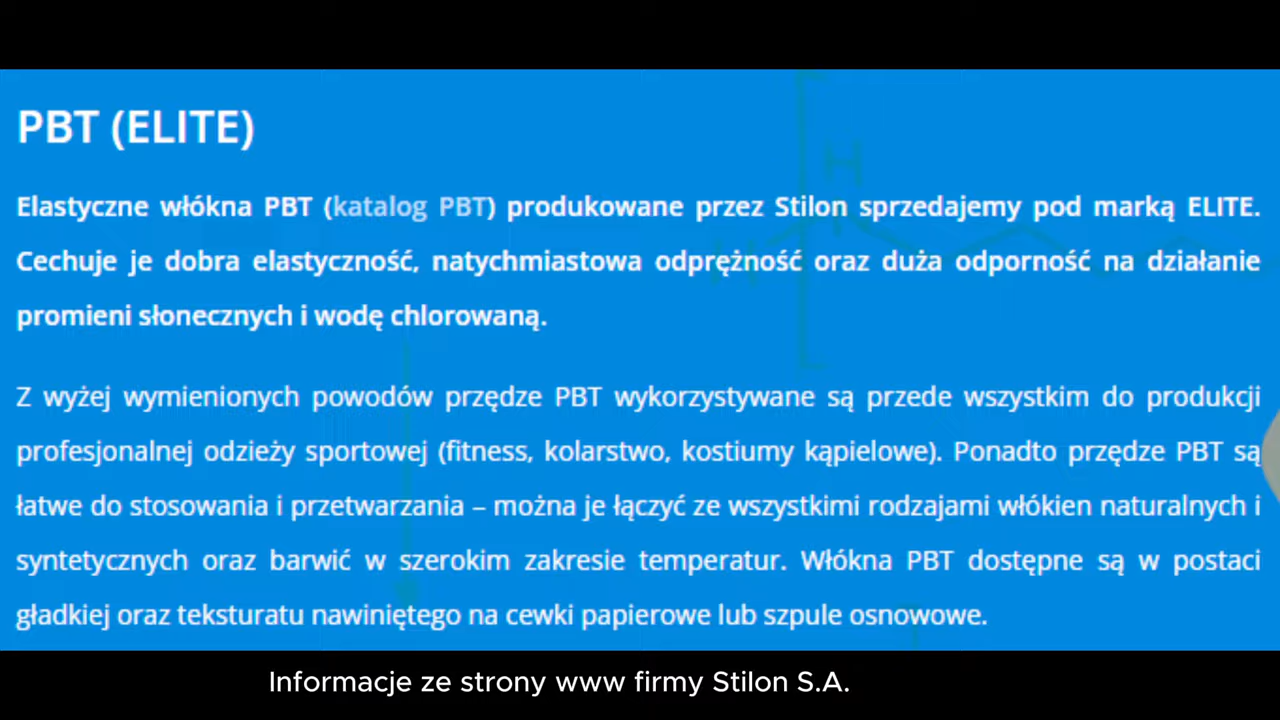 PBT (ELITE)
Elastyczne włókna PBT (katalog PBT) produkowane przez Stilon sprzedajemy pod marką ELITE.
Cechuje je dobra elastyczność, natychmiastowa odprężność oraz duża odporność na działanie
promieni słonecznych i wodę chlorowaną.
Z wyżej wymienionych powodów przędze PBT wykorzystywane są przede wszystkim do produkcji
profesjonalnej odzieży sportowej (fitness, kolarstwo, kostiumy kąpielowe). Ponadto przędze PBT są
łatwe do stosowania i przetwarzania – można je łączyć ze wszystkimi rodzajami włókien naturalnych i
syntetycznych oraz barwić w szerokim zakresie temperatur. Włókna PBT dostępne są w postaci
gładkiej oraz teksturatu nawiniętego na cewki papierowe lub szpule osnowowe.
Informacje ze strony www firmy Stilon S.A.